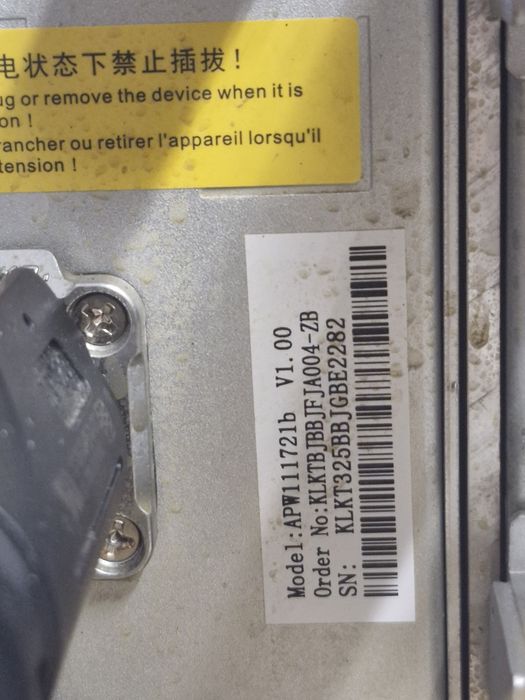 电状态下禁止插拔！
ug or remove the device when it is
on !
rancher ou retirer l'appareil lorsqu'il
tension !
Model:APW111721b V1.00
Order No:KLKTBJBBJFJA004-ZB
SN: KLKT325BBJGBE2282